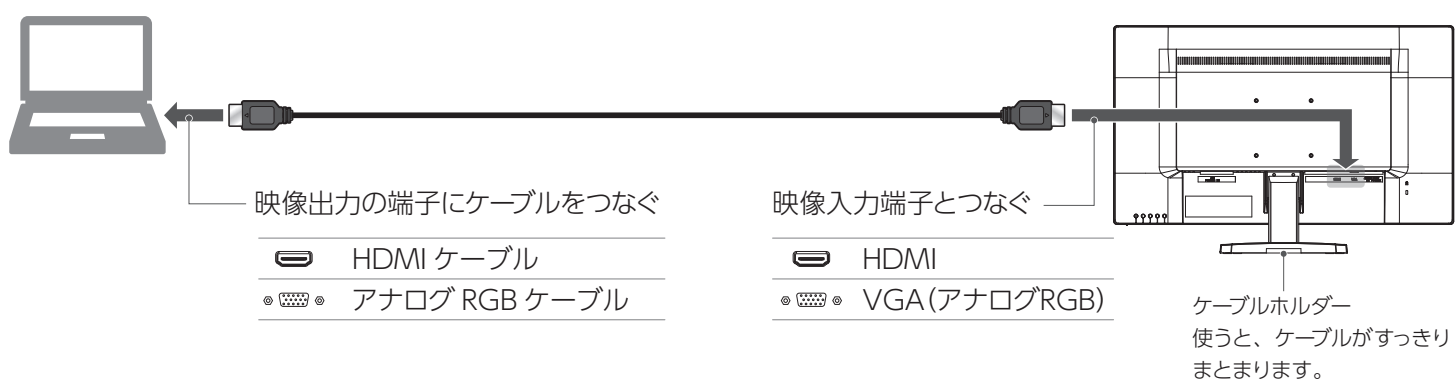 映像出力の端子にケーブルをつなぐ
HDMI ケーブル
アナログ RGB ケーブル
映像入力端子とつなぐ
HDMI
VGA(アナログRGB)
ケーブルホルダー
使うと、ケーブルがすっきり
まとまります。